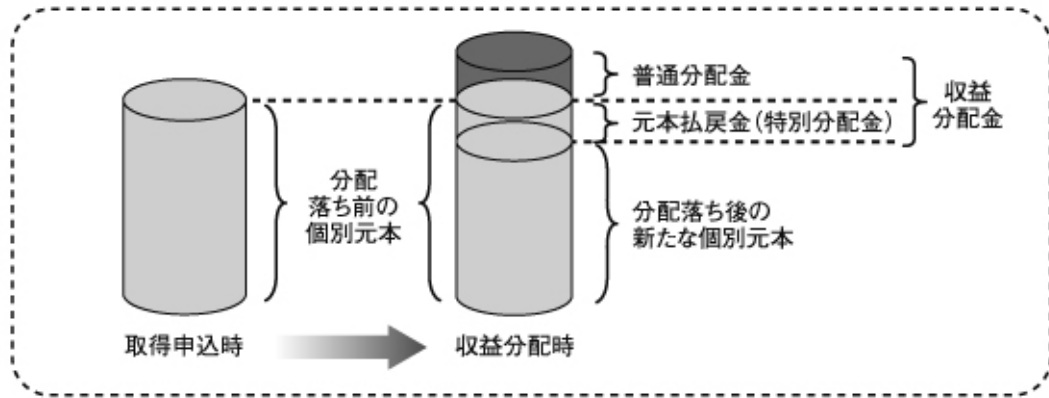 普通分配金
元本払戻金(特別分配金)
収益
分配金
分配
落ち前の
個別元本
分配落ち後の
新たな個別元本
取得申込時
収益分配時